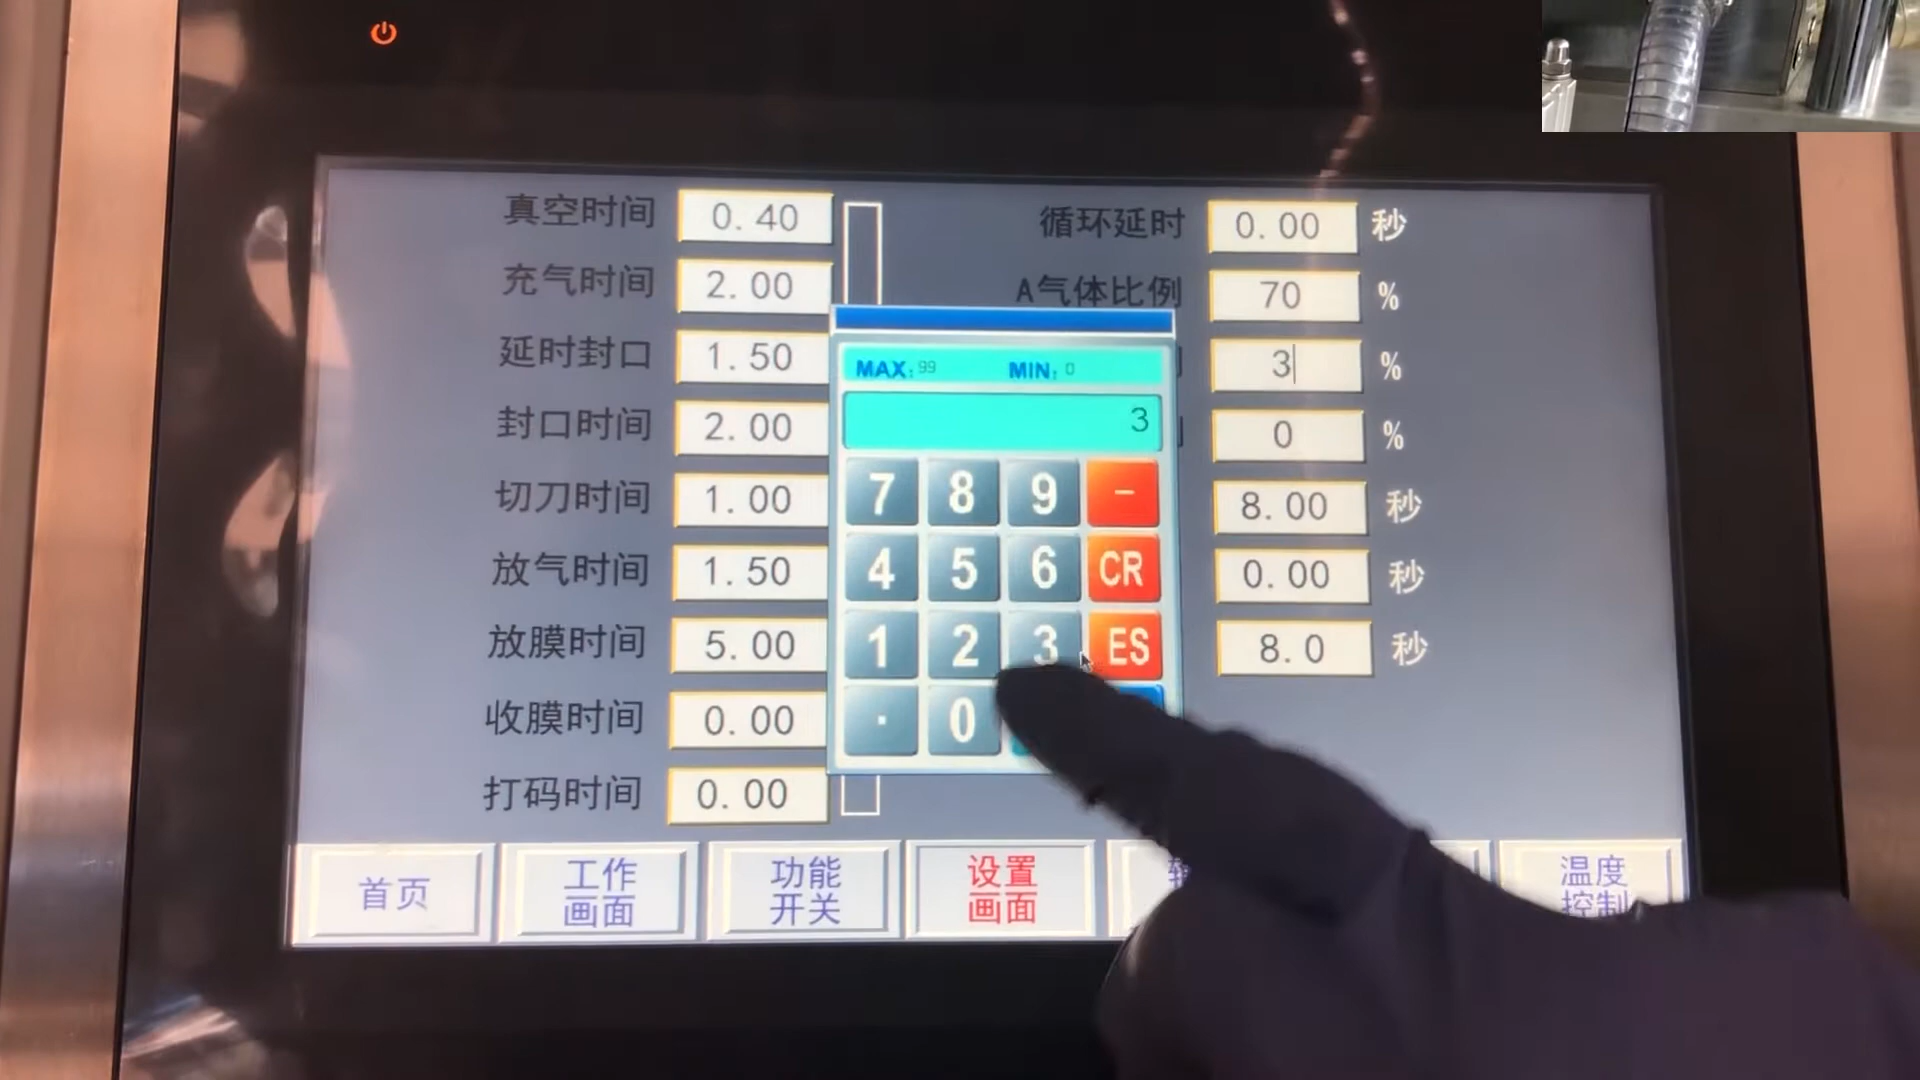 真空时间 0.40
循环延时 0.00 秒
充气时间 2.00
A气体比例 70 %
延时封口 1.50
3 %
封口时间 2.00
0 %
切刀时间 1.00
8.00 秒
放气时间 1.50
0.00 秒
放膜时间 5.00
8.0 秒
收膜时间 0.00
打码时间 0.00
MAX: 99 MIN: 0
3
7 8 9 -
4 5 6 CR
1 2 3 ES
. 0
首页
工作
画面
功能
开关
设置
画面
温度
控制